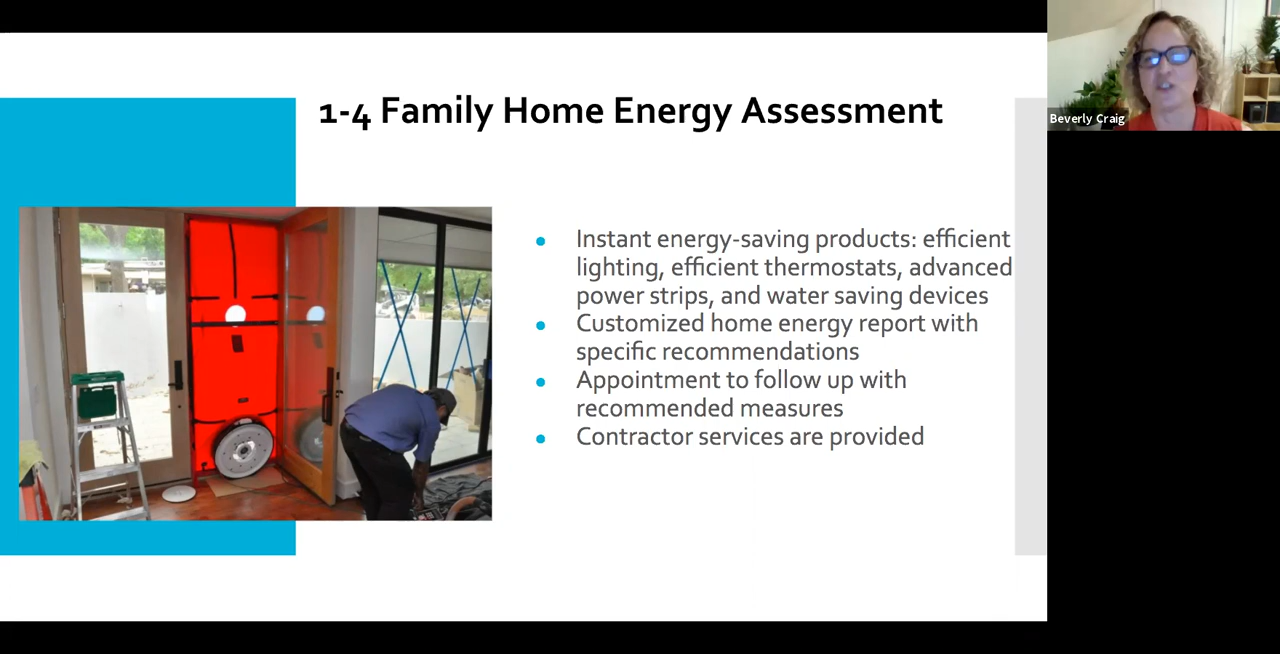 1-4 Family Home Energy Assessment
Beverly Craig
• Instant energy-saving products: efficient
lighting, efficient thermostats, advanced
power strips, and water saving devices
• Customized home energy report with
specific recommendations
• Appointment to follow up with
recommended measures
• Contractor services are provided